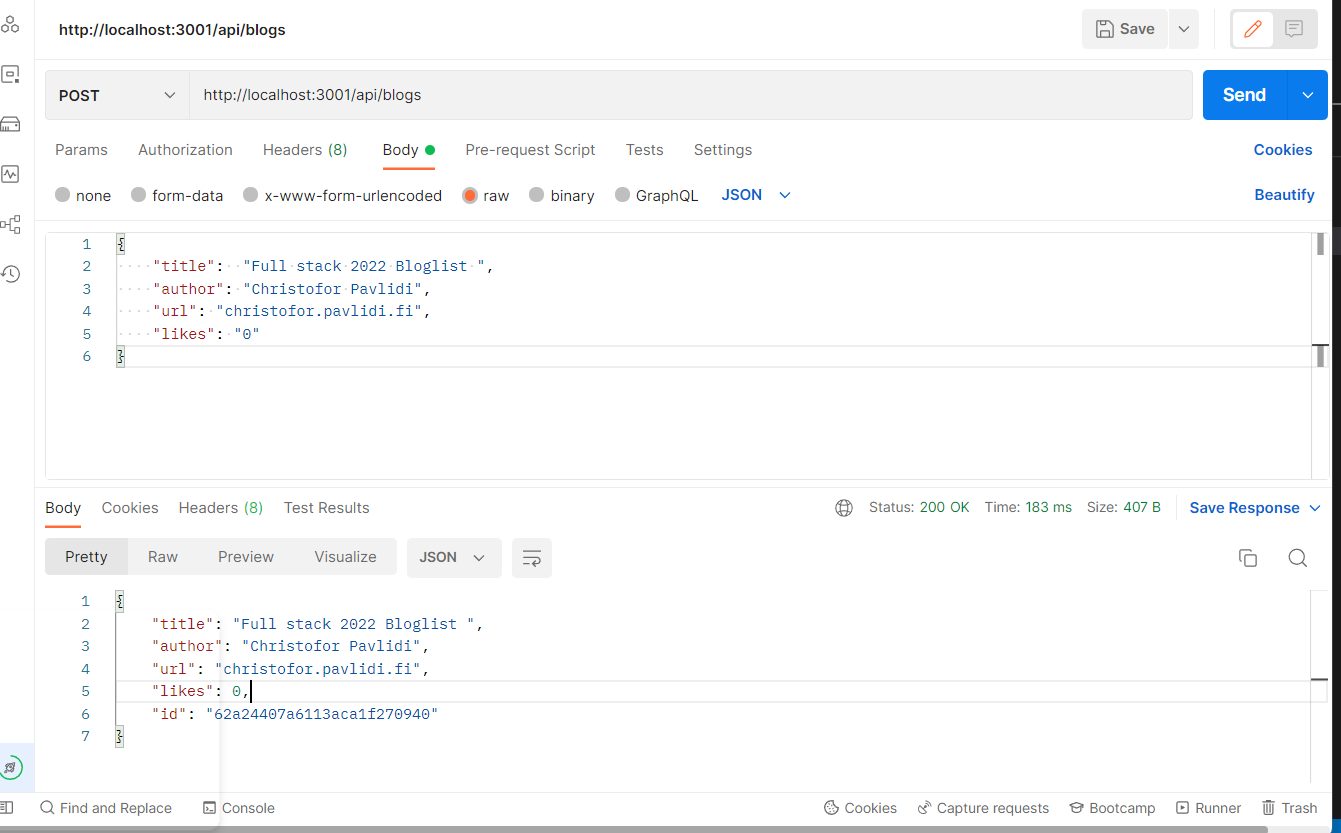 http://localhost:3001/api/blogs
Save
POST
http://localhost:3001/api/blogs
Send
Params Authorization Headers (8) Body Pre-request Script Tests Settings Cookies
none form-data x-www-form-urlencoded raw binary GraphQL JSON Beautify
1 {
2 "title": "Full stack 2022 Bloglist ",
3 "author": "Christofor Pavlidi",
4 "url": "christofor.pavlidi.fi",
5 "likes": "0"
6 }
Body Cookies Headers (8) Test Results Status: 200 OK Time: 183 ms Size: 407 B Save Response
Pretty Raw Preview Visualize JSON
1 {
2 "title": "Full stack 2022 Bloglist ",
3 "author": "Christofor Pavlidi",
4 "url": "christofor.pavlidi.fi",
5 "likes": 0,
6 "id": "62a24407a6113aca1f270940"
7 }
Find and Replace Console Cookies Capture requests Bootcamp Runner Trash